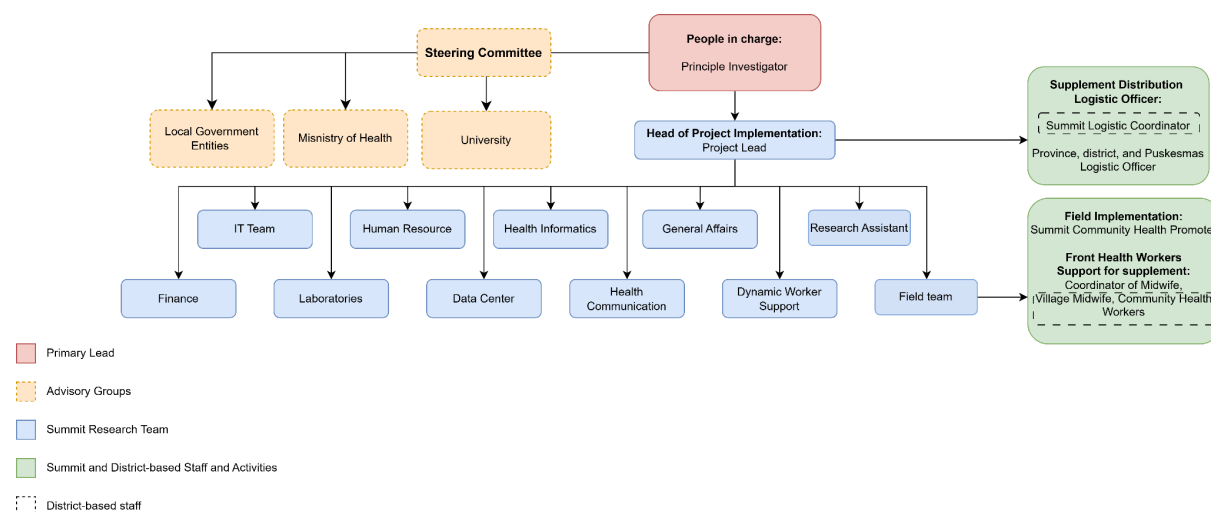 Steering Committee
People in charge:
Principle Investigator
Local Government
Entities
Misnistry of Health
University
Head of Project Implementation:
Project Lead
Supplement Distribution
Logistic Officer:
Summit Logistic Coordinator
Province, district, and Puskesmas
Logistic Officer
IT Team
Human Resource
Health Informatics
General Affairs
Research Assistant
Finance
Laboratories
Data Center
Health
Communication
Dynamic Worker
Support
Field team
Field Implementation:
Summit Community Health Promote
Front Health Workers
Support for supplement:
Coordinator of Midwife,
Village Midwife, Community Health
Workers
Primary Lead
Advisory Groups
Summit Research Team
Summit and District-based Staff and Activities
District-based staff